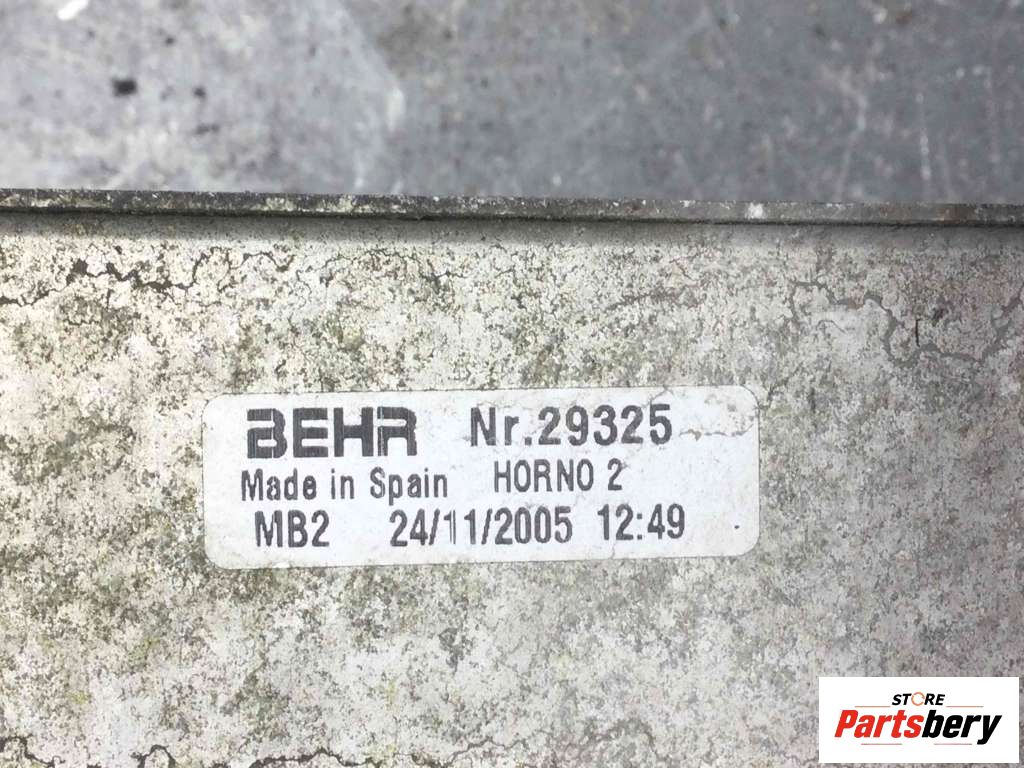 BEHR Nr.29325
Made in Spain HORNO 2
MB2 24/11/2005 12:49
STORE
Partsbery